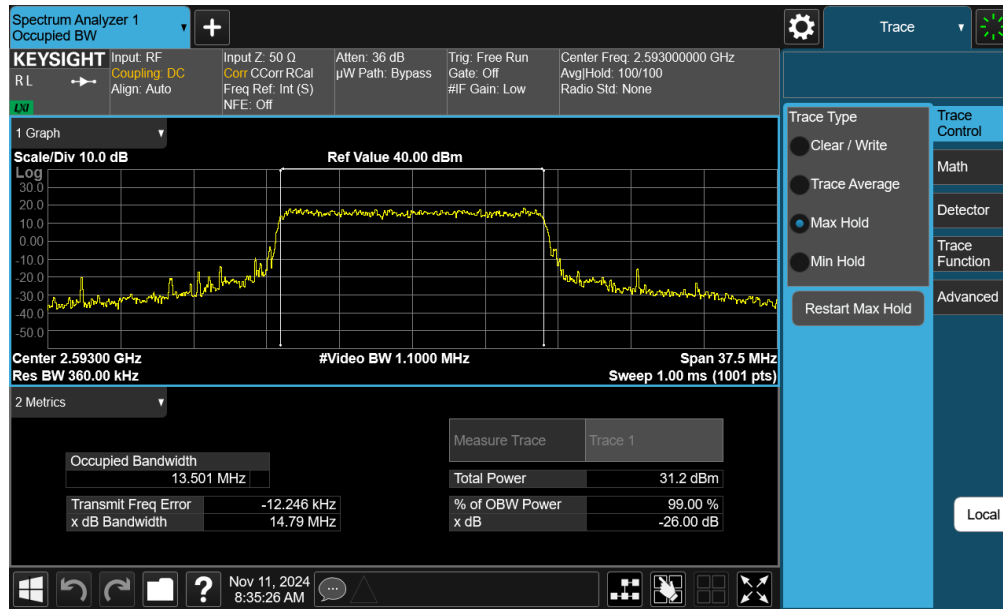 Spectrum Analyzer 1
Occupied BW
Trace
KEYSIGHT
R L
LXI
Input: RF
Coupling: DC
Align: Auto
Input Z: 50 Ω
Corr CCorr RCal
Freq Ref: Int (S)
NFE: Off
Atten: 36 dB
µW Path: Bypass
Trig: Free Run
Gate: Off
#IF Gain: Low
Center Freq: 2.593000000 GHz
Avg|Hold: 100/100
Radio Std: None
1 Graph
Scale/Div 10.0 dB
Ref Value 40.00 dBm
Log
30.0
20.0
10.0
0.00
-10.0
-20.0
-30.0
-40.0
-50.0
Center 2.59300 GHz
#Video BW 1.1000 MHz
Span 37.5 MHz
Res BW 360.00 kHz
Sweep 1.00 ms (1001 pts)
2 Metrics
Measure Trace
Trace 1
Occupied Bandwidth
13.501 MHz
Total Power
31.2 dBm
Transmit Freq Error
-12.246 kHz
% of OBW Power
99.00 %
x dB Bandwidth
14.79 MHz
x dB
-26.00 dB
Trace Type
Clear / Write
Trace Average
Max Hold
Min Hold
Restart Max Hold
Trace
Control
Math
Detector
Trace
Function
Advanced
Local
?
Nov 11, 2024
8:35:26 AM